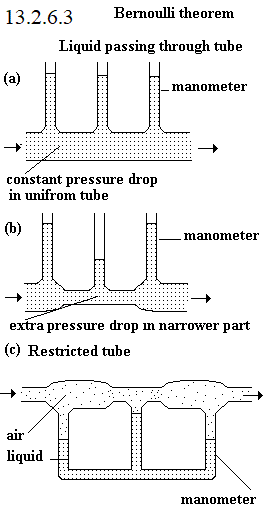 13.2.6.3
Bernoulli theorem
Liquid passing through tube
(a)
manometer
constant pressure drop
in unifrom tube
(b)
manometer
extra pressure drop in narrower part
(c) Restricted tube
air
liquid
manometer